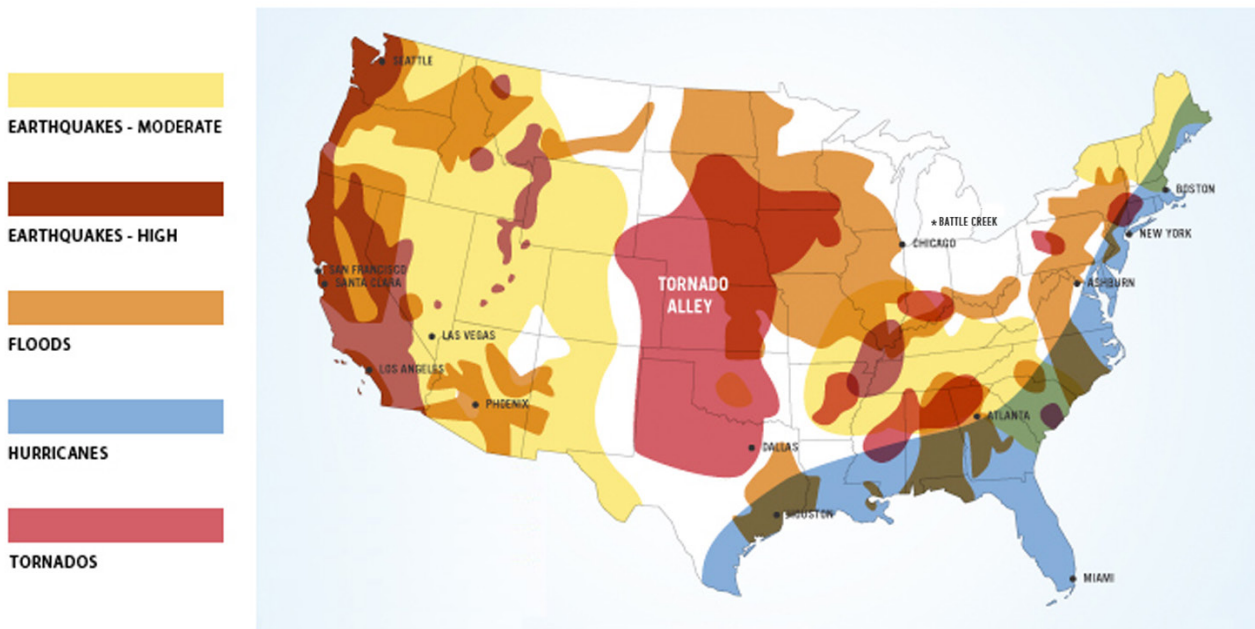 EARTHQUAKES - MODERATE
EARTHQUAKES - HIGH
FLOODS
HURRICANES
TORNADOS
SEATTLE
BOSTON
★BATTLE CREEK
NEW YORK
CHICAGO
SAN FRANCISCO
SANTA CLARA
ASHBURN
TORNADO
ALLEY
LAS VEGAS
LOS ANGELES
PHOENIX
ATLANTA
DALLAS
HOUSTON
MIAMI